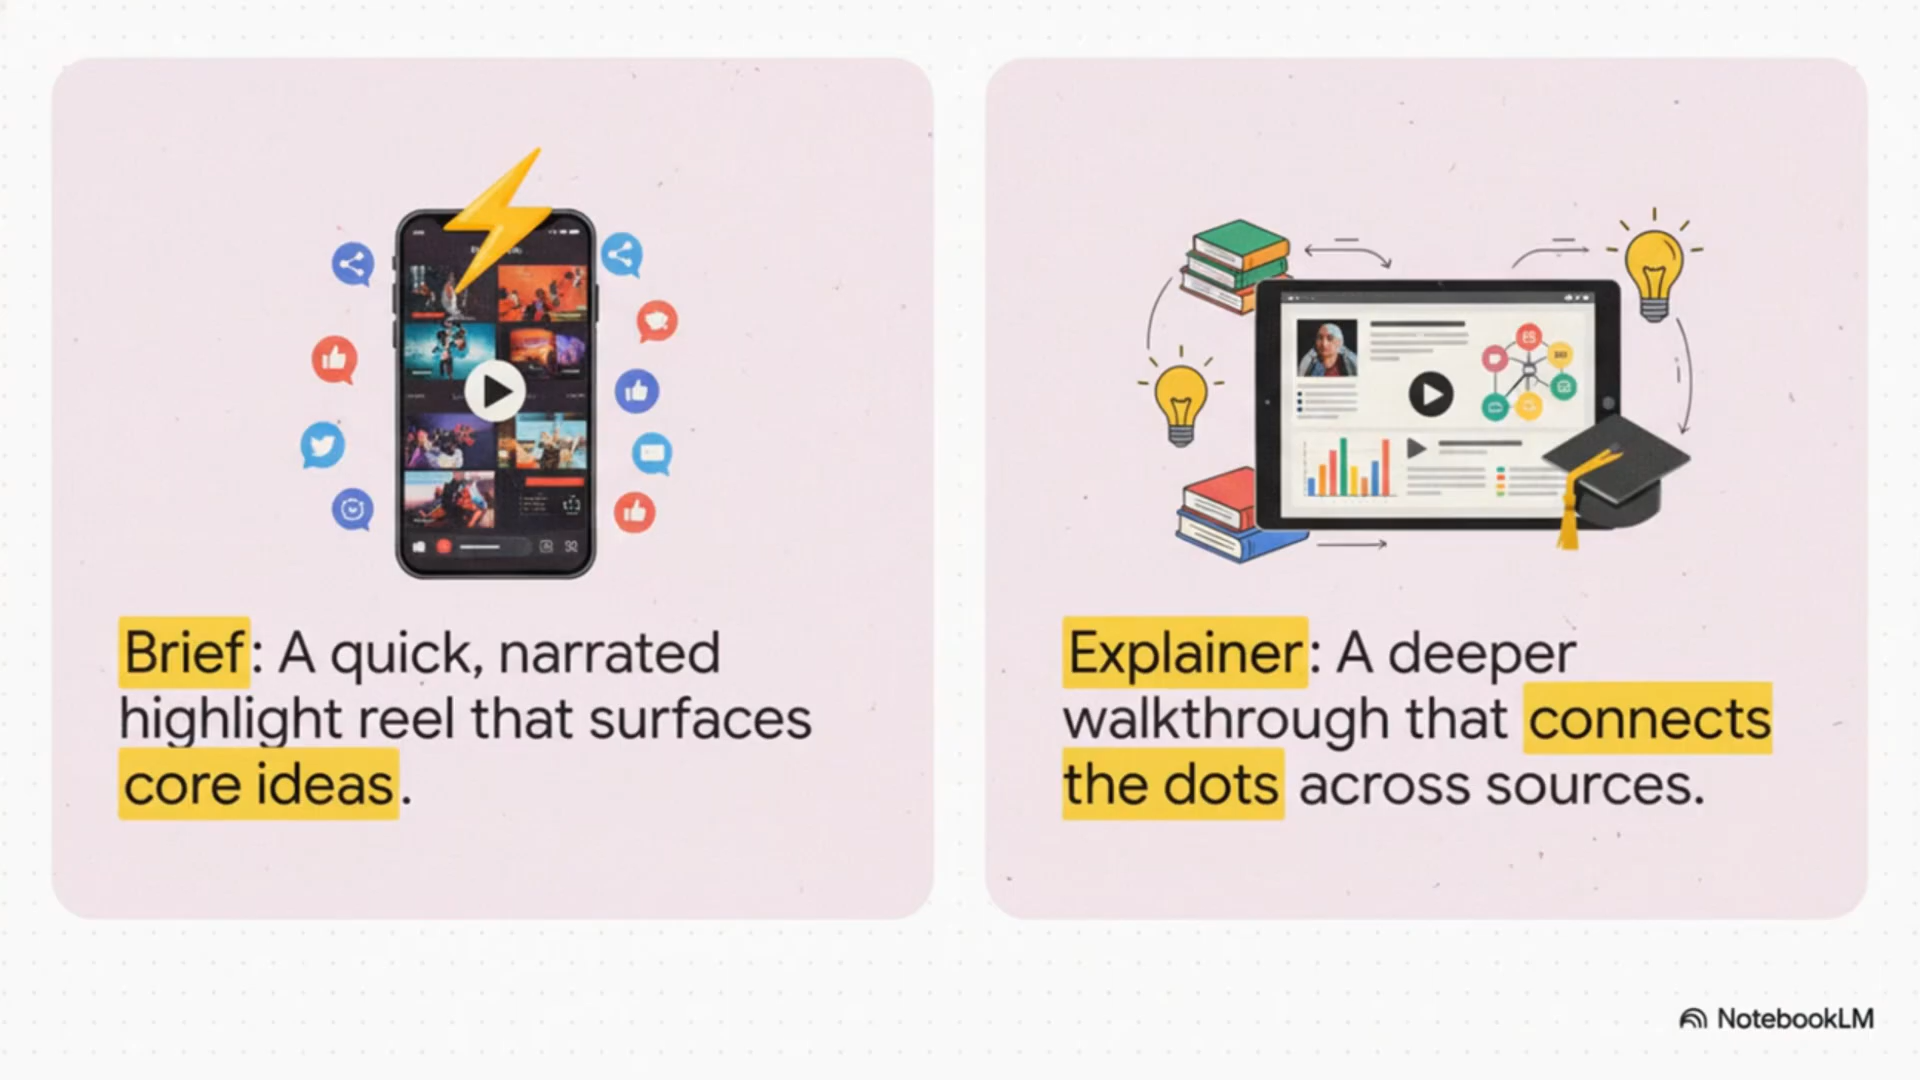 Brief: A quick, narrated
highlight reel that surfaces
core ideas.
Explainer: A deeper
walkthrough that connects
the dots across sources.
NotebookLM